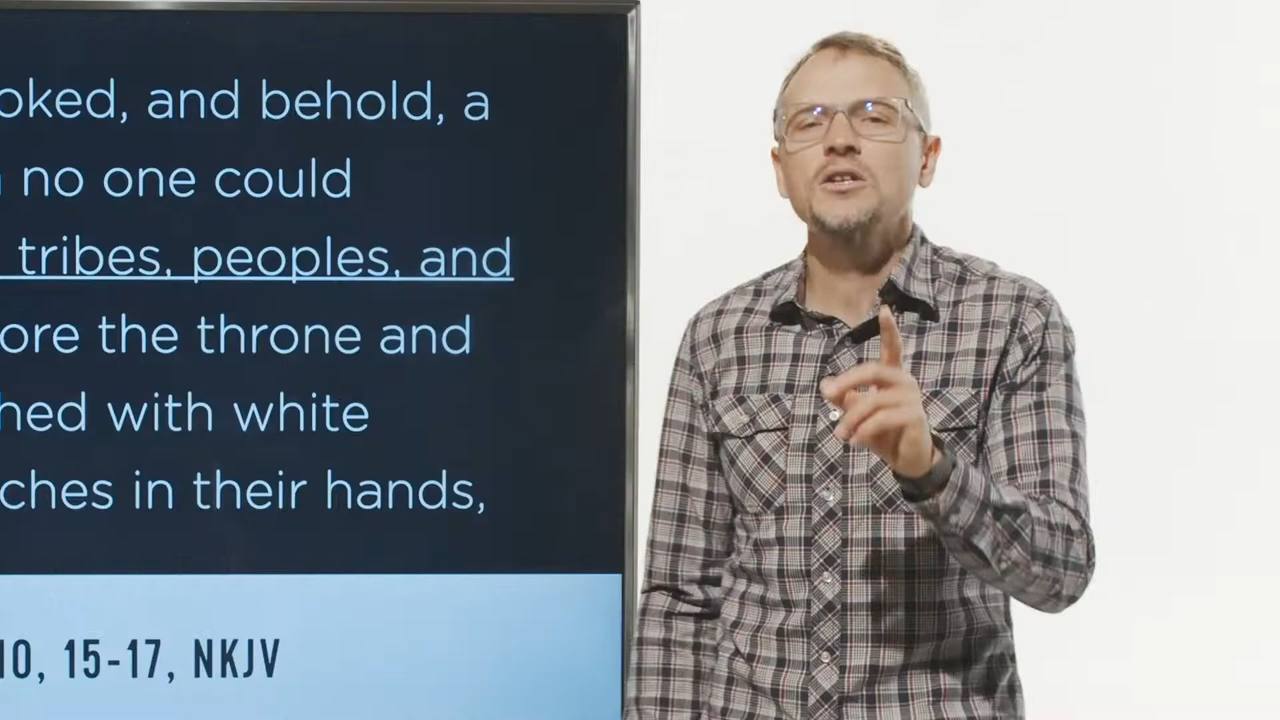 oked, and behold, a
no one could
tribes, peoples, and
ore the throne and
hed with white
ches in their hands,
10, 15-17, NKJV